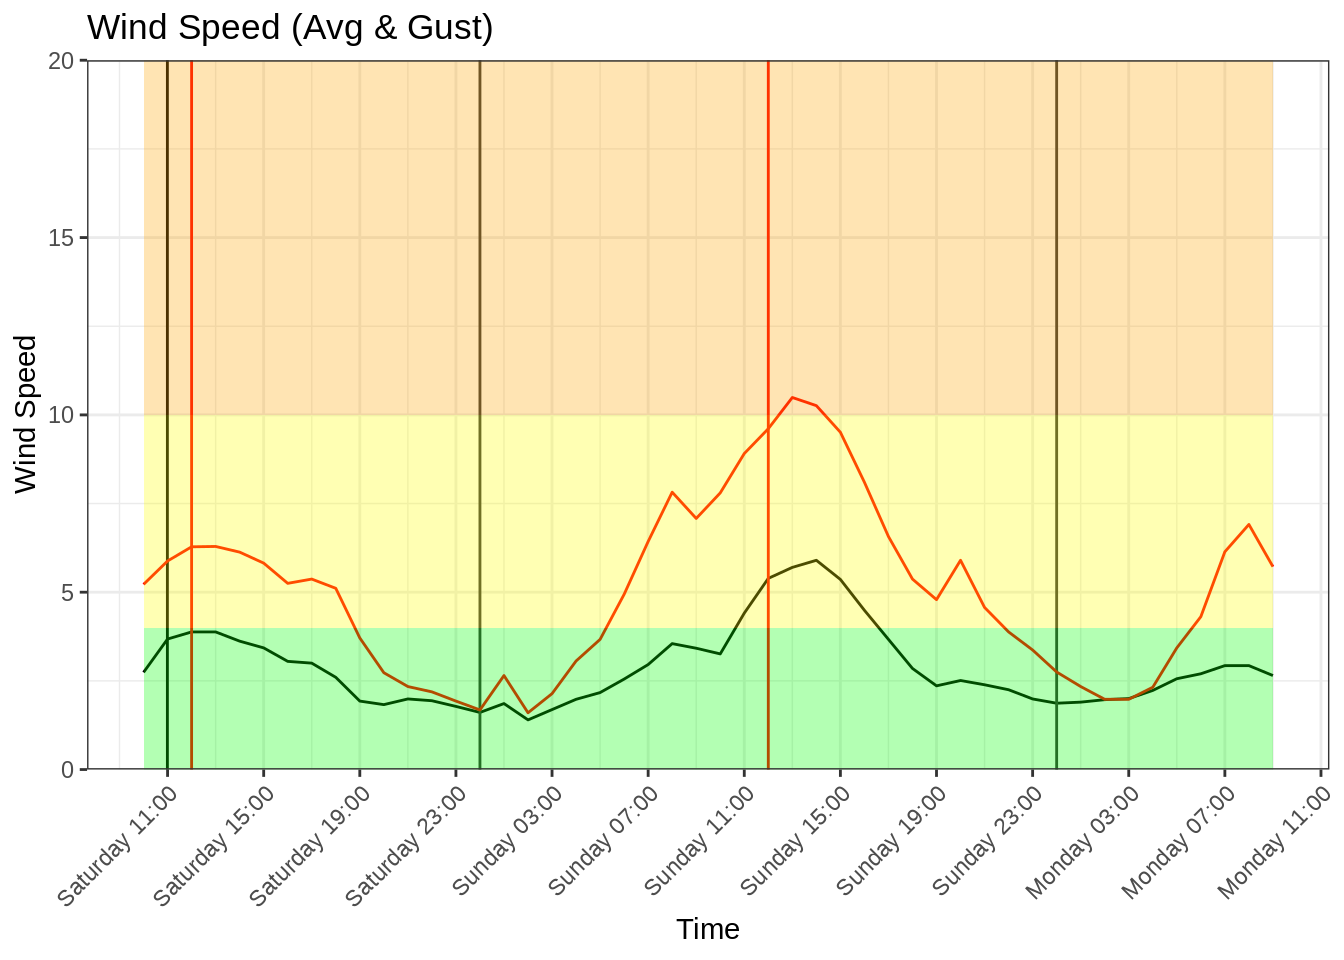 Wind Speed (Avg & Gust)
20
15
10
5
0
Wind Speed
Saturday 11:00
Saturday 15:00
Saturday 19:00
Saturday 23:00
Sunday 03:00
Sunday 07:00
Sunday 11:00
Sunday 15:00
Sunday 19:00
Sunday 23:00
Monday 03:00
Monday 07:00
Monday 11:00
Time